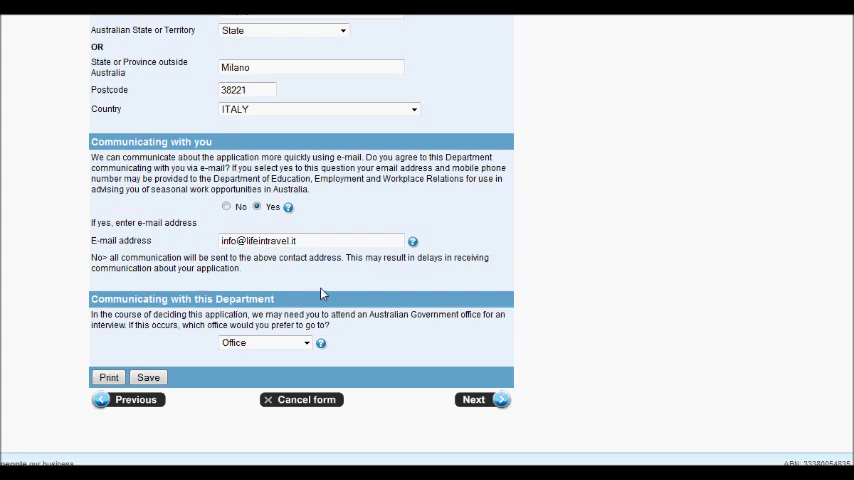 Australian State or Territory State
OR
State or Province outside
Australia
Milano
Postcode 38221
Country ITALY
Communicating with you
We can communicate about the application more quickly using e-mail. Do you agree to this Department
communicating with you via e-mail? If you select yes to this question your email address and mobile phone
number may be provided to the Department of Education, Employment and Workplace Relations for use in
advising you of seasonal work opportunities in Australia.
No Yes ?
If yes, enter e-mail address
E-mail address info@lifeintravel.it ?
No> all communication will be sent to the above contact address. This may result in delays in receiving
communication about your application.
Communicating with this Department
In the course of deciding this application, we may need you to attend an Australian Government office for an
interview. If this occurs, which office would you prefer to go to?
Office ?
Print Save
Previous Cancel form Next
people our business
ABN: 33380054835